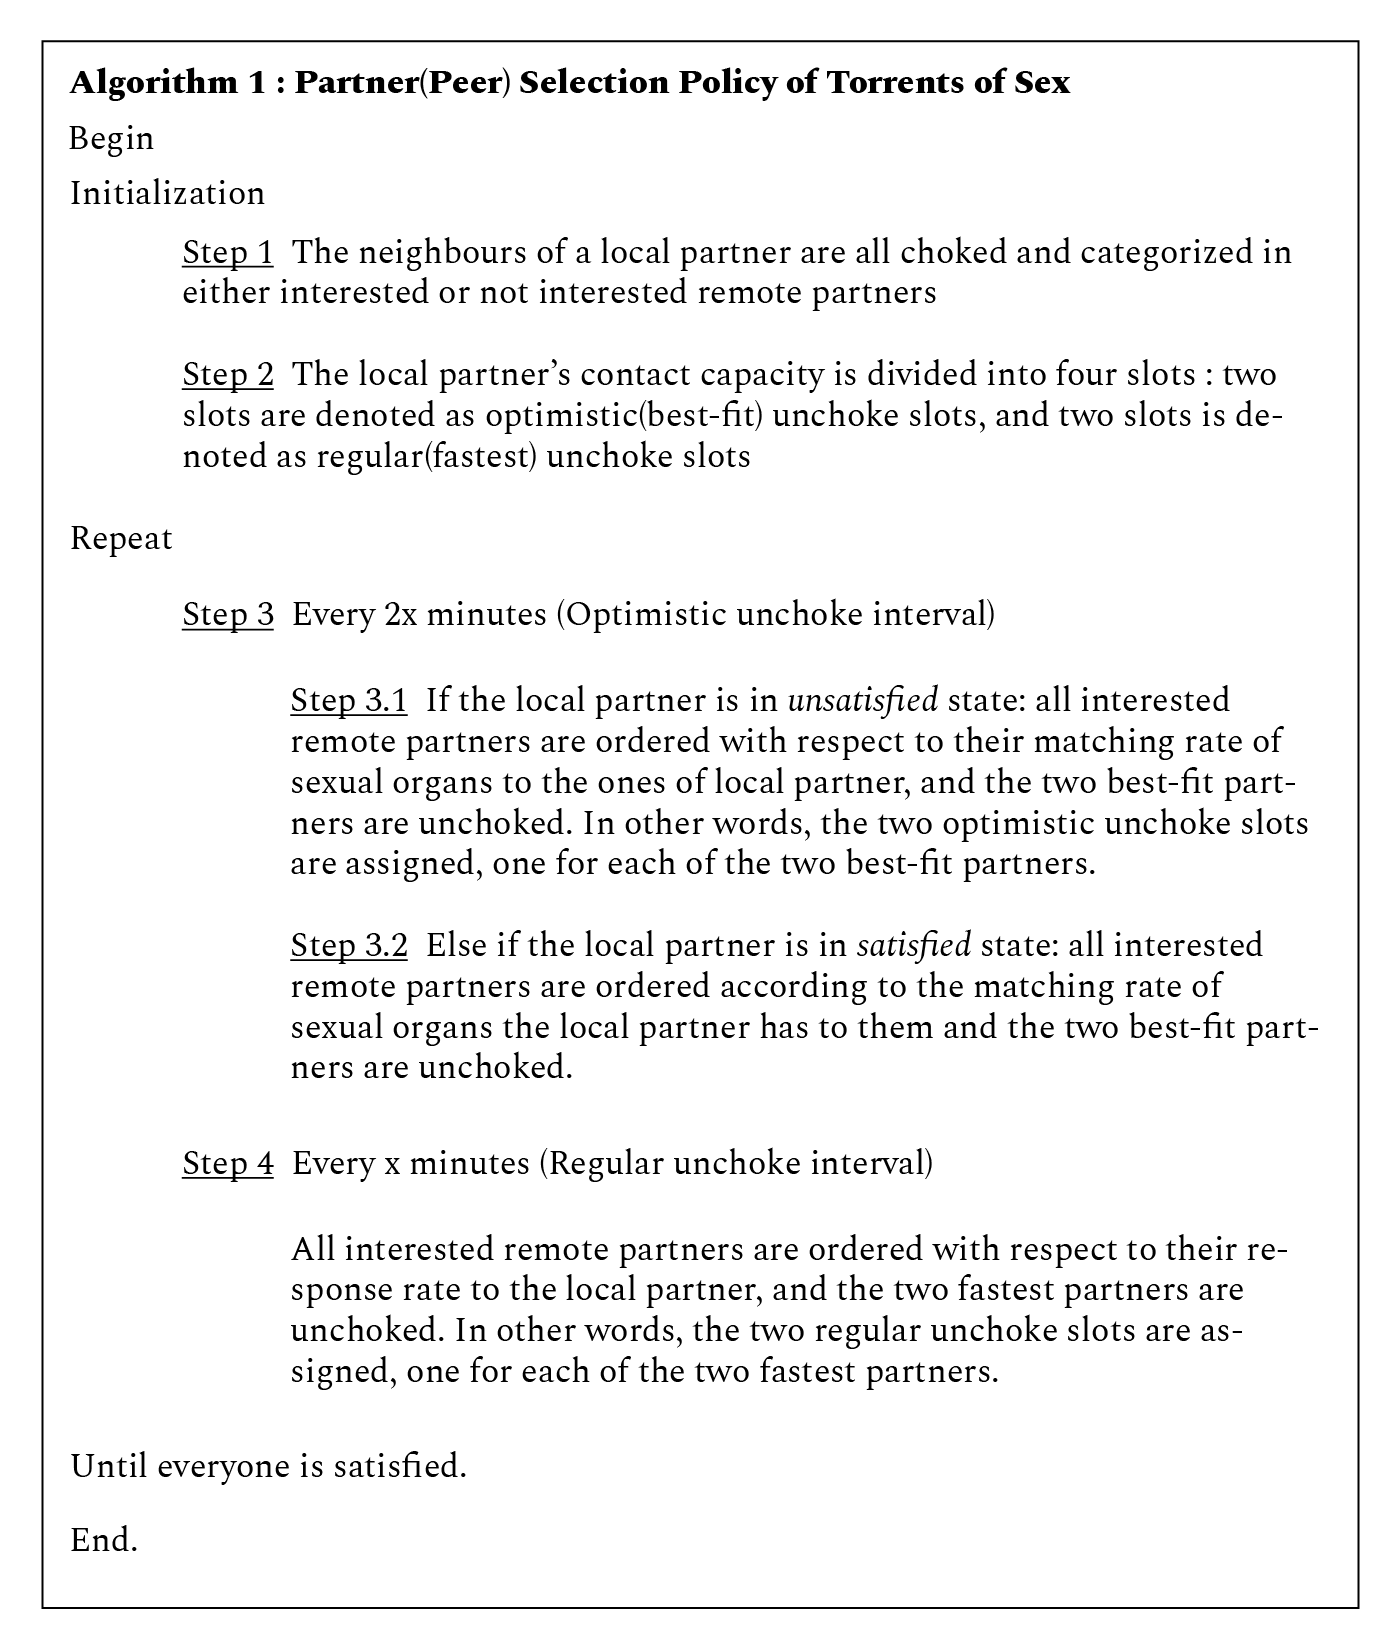 Algorithm 1 : Partner(Peer) Selection Policy of Torrents of Sex
Begin
Initialization
Step 1 The neighbours of a local partner are all choked and categorized in
either interested or not interested remote partners
Step 2 The local partner’s contact capacity is divided into four slots : two
slots are denoted as optimistic(best-fit) unchoke slots, and two slots is de-
noted as regular(fastest) unchoke slots
Repeat
Step 3 Every 2x minutes (Optimistic unchoke interval)
Step 3.1 If the local partner is in unsatisfied state: all interested
remote partners are ordered with respect to their matching rate of
sexual organs to the ones of local partner, and the two best-fit part-
ners are unchoked. In other words, the two optimistic unchoke slots
are assigned, one for each of the two best-fit partners.
Step 3.2 Else if the local partner is in satisfied state: all interested
remote partners are ordered according to the matching rate of
sexual organs the local partner has to them and the two best-fit part-
ners are unchoked.
Step 4 Every x minutes (Regular unchoke interval)
All interested remote partners are ordered with respect to their re-
sponse rate to the local partner, and the two fastest partners are
unchoked. In other words, the two regular unchoke slots are as-
signed, one for each of the two fastest partners.
Until everyone is satisfied.
End.